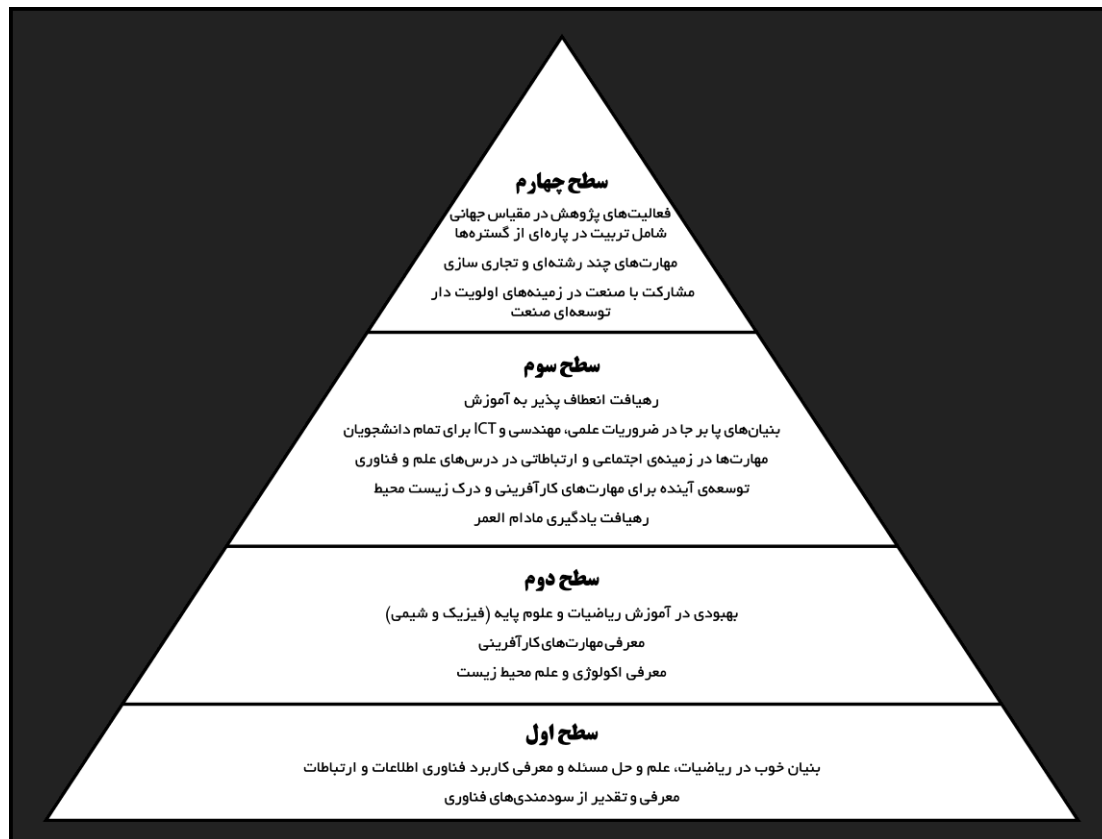 سطح چهارم
فعالیت‌های پژوهش در مقیاس جهانی
شامل تربیت در پاره‌ای از گستره‌ها
مهارت‌های چند رشته‌ای و تجاری سازی
مشارکت با صنعت در زمینه‌های اولویت دار
توسعه‌ای صنعت
سطح سوم
رهیافت انعطاف پذیر به آموزش
بنیان‌های پا بر جا در ضروریات علمی، مهندسی و ICT برای تمام دانشجویان
مهارت‌ها در زمینه‌ی اجتماعی و ارتباطاتی در درس‌های علم و فناوری
توسعه‌ی آینده برای مهارت‌های کارآفرینی و درک زیست محیط
رهیافت یادگیری مادام العمر
سطح دوم
بهبودی در آموزش ریاضیات و علوم پایه (فیزیک و شیمی)
معرفی مهارت‌های کارآفرینی
معرفی اکولوژی و علم محیط زیست
سطح اول
بنیان خوب در ریاضیات، علم و حل مسئله و معرفی کاربرد فناوری اطلاعات و ارتباطات
معرفی و تقدیر از سودمندی‌های فناوری